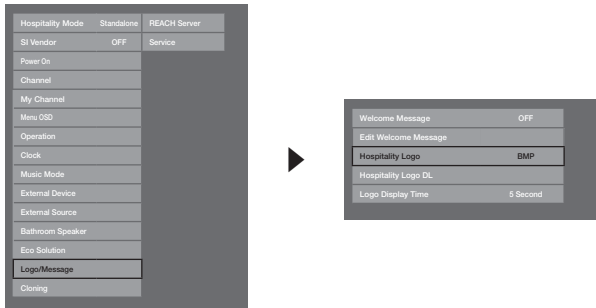 Hospitality Mode Standalone REACH Server
SI Vendor OFF Service
Power On
Channel
My Channel
Menu OSD
Operation
Clock
Music Mode
External Device
External Source
Bathroom Speaker
Eco Solution
Logo/Message
Cloning
Welcome Message OFF
Edit Welcome Message
Hospitality Logo BMP
Hospitality Logo DL
Logo Display Time 5 Second